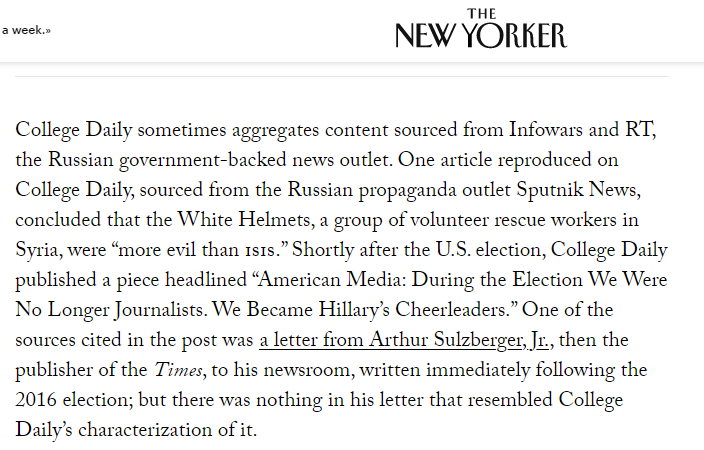 a week.»
THE
NEW YORKER
College Daily sometimes aggregates content sourced from Infowars and RT,
the Russian government-backed news outlet. One article reproduced on
College Daily, sourced from the Russian propaganda outlet Sputnik News,
concluded that the White Helmets, a group of volunteer rescue workers in
Syria, were “more evil than ISIS.” Shortly after the U.S. election, College Daily
published a piece headlined “American Media: During the Election We Were
No Longer Journalists. We Became Hillary’s Cheerleaders.” One of the
sources cited in the post was a letter from Arthur Sulzberger, Jr., then the
publisher of the Times, to his newsroom, written immediately following the
2016 election; but there was nothing in his letter that resembled College
Daily’s characterization of it.